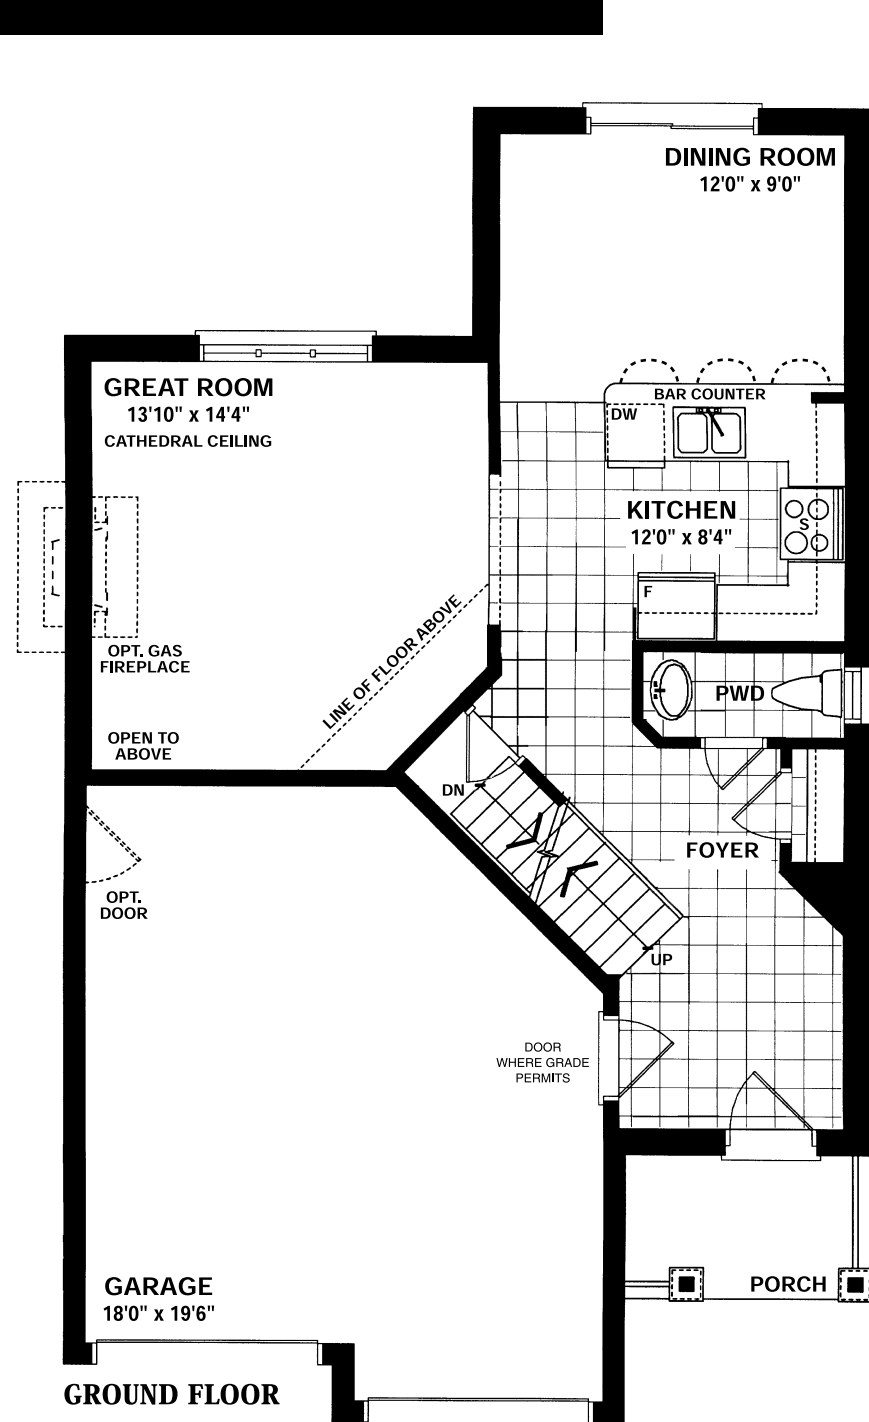 DINING ROOM
12'0" x 9'0"
GREAT ROOM
13'10" x 14'4"
CATHEDRAL CEILING
BAR COUNTER
DW
KITCHEN
12'0" x 8'4"
S
F
LINE OF FLOOR ABOVE
OPT. GAS
FIREPLACE
PWD
OPEN TO
ABOVE
DN
FOYER
OPT.
DOOR
UP
DOOR
WHERE GRADE
PERMITS
GARAGE
18'0" x 19'6"
PORCH
GROUND FLOOR